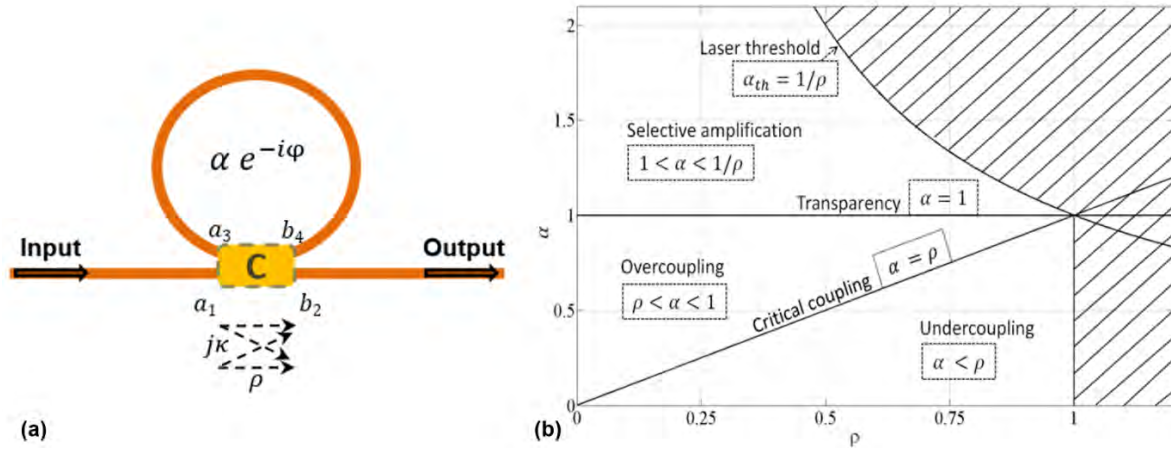 α e⁻ⁱᵠ
Input
a₃
b₄
Output
C
a₁
b₂
jκ
ρ
(a)
2
Laser threshold
α_th = 1/ρ
1.5
Selective amplification
1 < α < 1/ρ
Transparency
α = 1
1
α
Overcoupling
ρ < α < 1
α = ρ
Critical coupling
0.5
Undercoupling
α < ρ
0
0
0.25
0.5
0.75
1
ρ
(b)